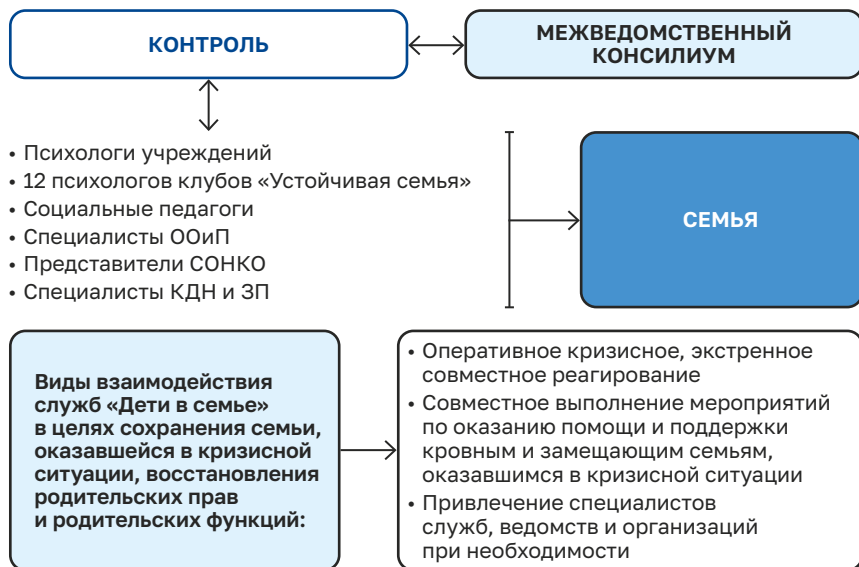 КОНТРОЛЬ
МЕЖВЕДОМСТВЕННЫЙ
КОНСИЛИУМ
• Психологи учреждений
• 12 психологов клубов «Устойчивая семья»
• Социальные педагоги
• Специалисты ООиП
• Представители СОНКО
• Специалисты КДН и ЗП
СЕМЬЯ
Виды взаимодействия
служб «Дети в семье»
в целях сохранения семьи,
оказавшейся в кризисной
ситуации, восстановления
родительских прав
и родительских функций:
• Оперативное кризисное, экстренное
совместное реагирование
• Совместное выполнение мероприятий
по оказанию помощи и поддержки
кровным и замещающим семьям,
оказавшимся в кризисной ситуации
• Привлечение специалистов
служб, ведомств и организаций
при необходимости